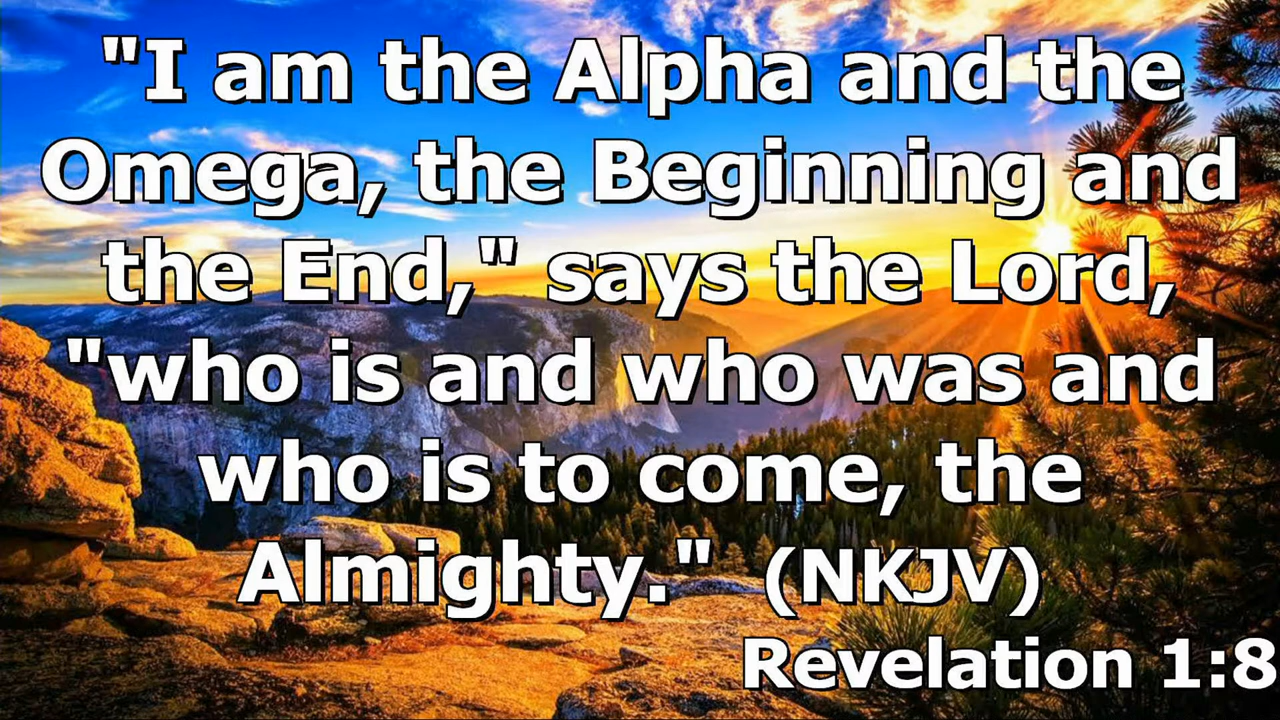 "I am the Alpha and the
Omega, the Beginning and
the End," says the Lord,
"who is and who was and
who is to come, the
Almighty." (NKJV)
Revelation 1:8